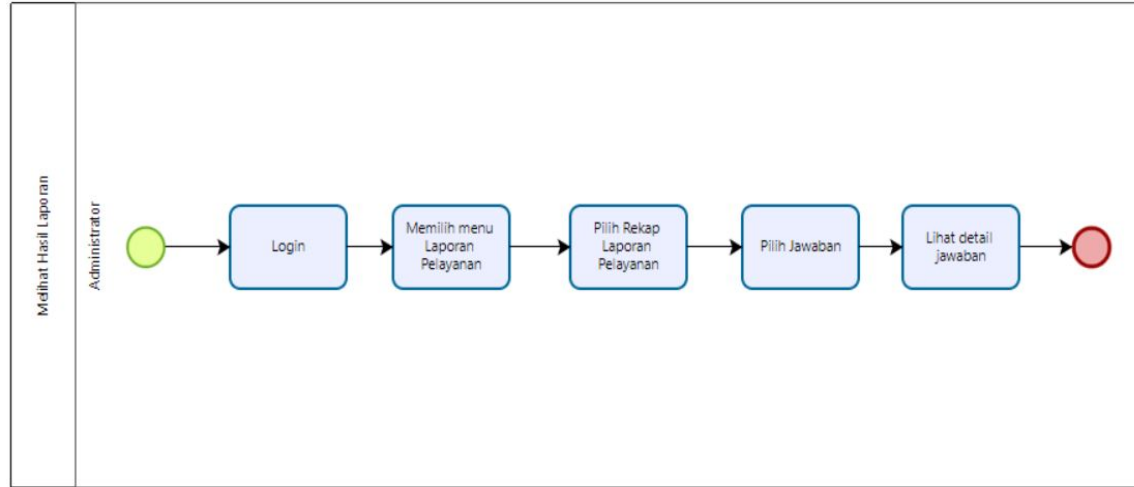 Melihat Hasil Laporan
Administrator
Login
Memilih menu
Laporan
Pelayanan
Pilih Rekap
Laporan
Pelayanan
Pilih Jawaban
Lihat detail
jawaban